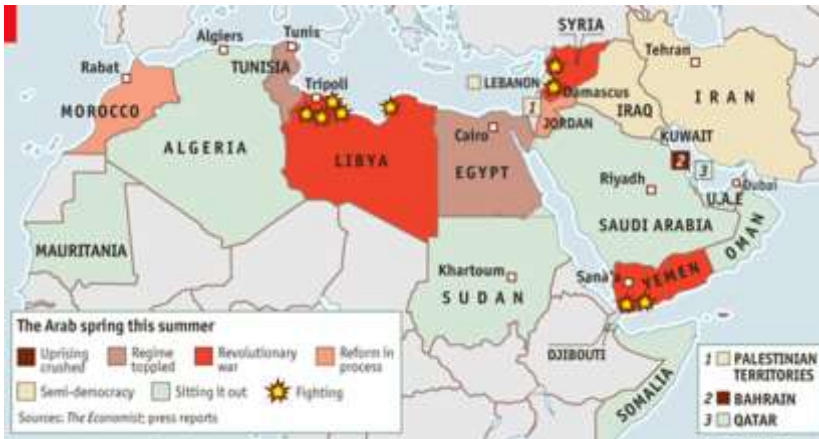 SYRIA
Tunis
Algiers
Tehran
Rabat
TUNISIA
LEBANON
Tripoli
Damascus
IRAN
MOROCCO
1
IRAQ
JORDAN
KUWAIT
ALGERIA
Cairo
2
LIBYA
3
EGYPT
Riyadh
Dubai
U.A.E
SAUDI ARABIA
OMAN
MAURITANIA
Khartoum
Sana'a
YEMEN
SUDAN
The Arab spring this summer
Uprising crushed
Regime toppled
Revolutionary war
Reform in process
Semi-democracy
Sitting it out
Fighting
Sources: The Economist; press reports
DJIBOUTI
SOMALIA
1 PALESTINIAN
TERRITORIES
2 BAHRAIN
3 QATAR